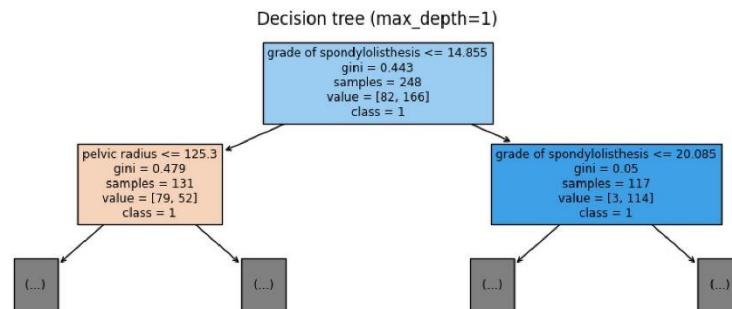 Decision tree (max_depth=1)
grade of spondylolisthesis <= 14.855
gini = 0.443
samples = 248
value = [82, 166]
class = 1
pelvic radius <= 125.3
gini = 0.479
samples = 131
value = [79, 52]
class = 1
grade of spondylolisthesis <= 20.085
gini = 0.05
samples = 117
value = [3, 114]
class = 1
(...)
(...)
(...)
(...)